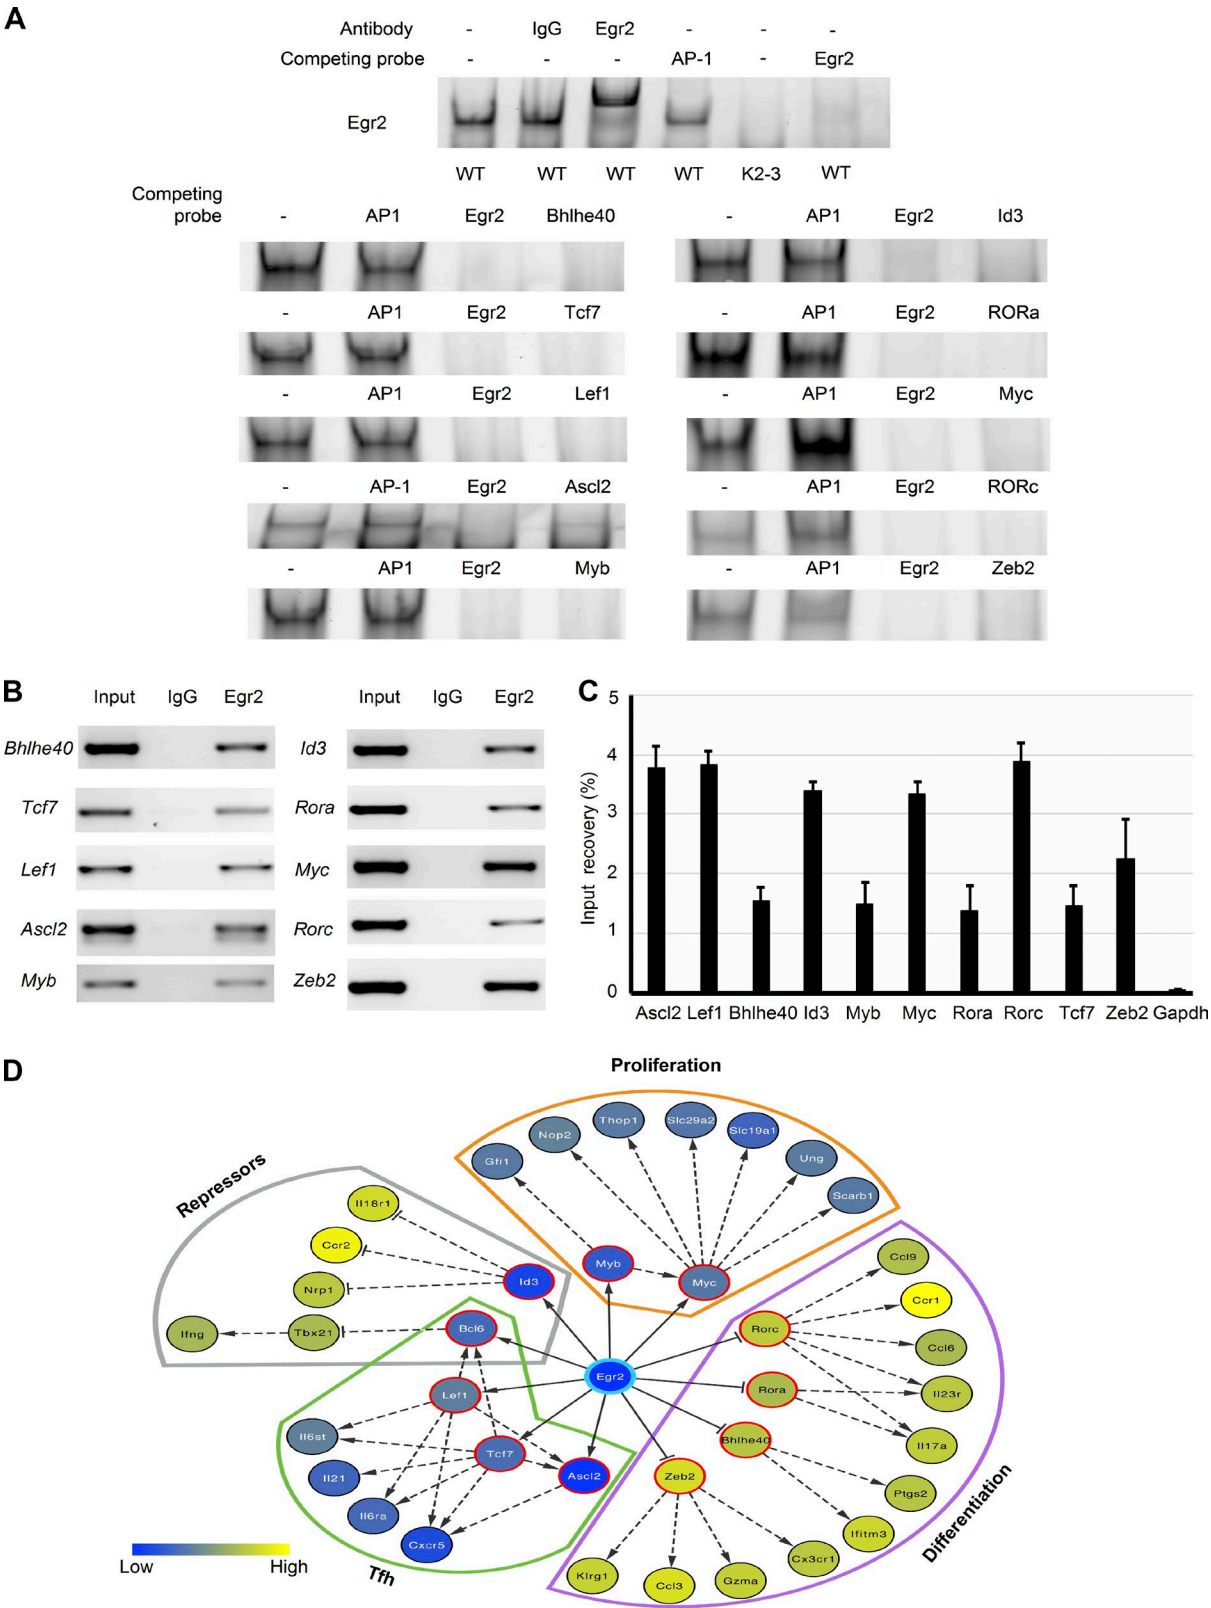 A
Antibody - IgG Egr2 - - -
Competing probe - - - AP-1 - Egr2
Egr2
WT WT WT WT K2-3 WT
Competing
probe - AP1 Egr2 Bhlhe40 - AP1 Egr2 Id3
- AP1 Egr2 Tcf7 - AP1 Egr2 RORa
- AP1 Egr2 Lef1 - AP1 Egr2 Myc
- AP-1 Egr2 Ascl2 - AP1 Egr2 RORc
- AP1 Egr2 Myb - AP1 Egr2 Zeb2
B
Input IgG Egr2 Input IgG Egr2
Bhlhe40 Id3
Tcf7 Rora
Lef1 Myc
Ascl2 Rorc
Myb Zeb2
C
Input recovery (%)
5
4
3
2
1
0
Ascl2 Lef1 Bhlhe40 Id3 Myb Myc Rora Rorc Tcf7 Zeb2 Gapdh
D
Proliferation
Gfi1 Nop2 Thop1 Slc29a2 Slc19a1 Ung Scarb1
Myb Myc
Repressors
Il18r1
Ccr2
Nrp1
Id3
Ifng Tbx21 Bcl6
Egr2
Lef1
Il6st
Tcf7
Il21
Ascl2
Il6ra
Cxcr5
Tfh
Rorc
Rora
Bhlhe40
Zeb2
Ccl9
Ccr1
Ccl6
Il23r
Il17a
Ptgs2
Ifitm3
Cx3cr1
Gzma
Ccl3
Klrg1
Differentiation
Low High